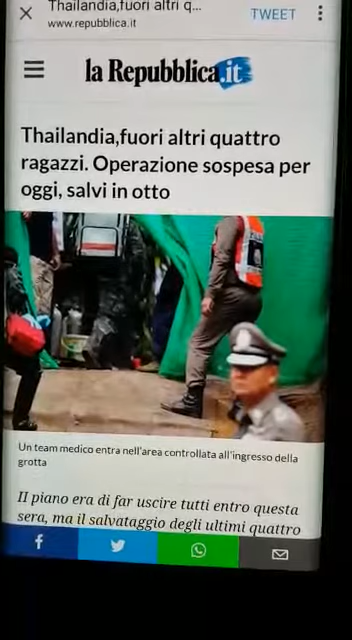 Thailandia,fuori altri q...
www.repubblica.it
TWEET
la Repubblica.it
Thailandia,fuori altri quattro
ragazzi. Operazione sospesa per
oggi, salvi in otto
Un team medico entra nell'area controllata all'ingresso della
grotta
Il piano era di far uscire tutti entro questa
sera, ma il salvataggio degli ultimi quattro